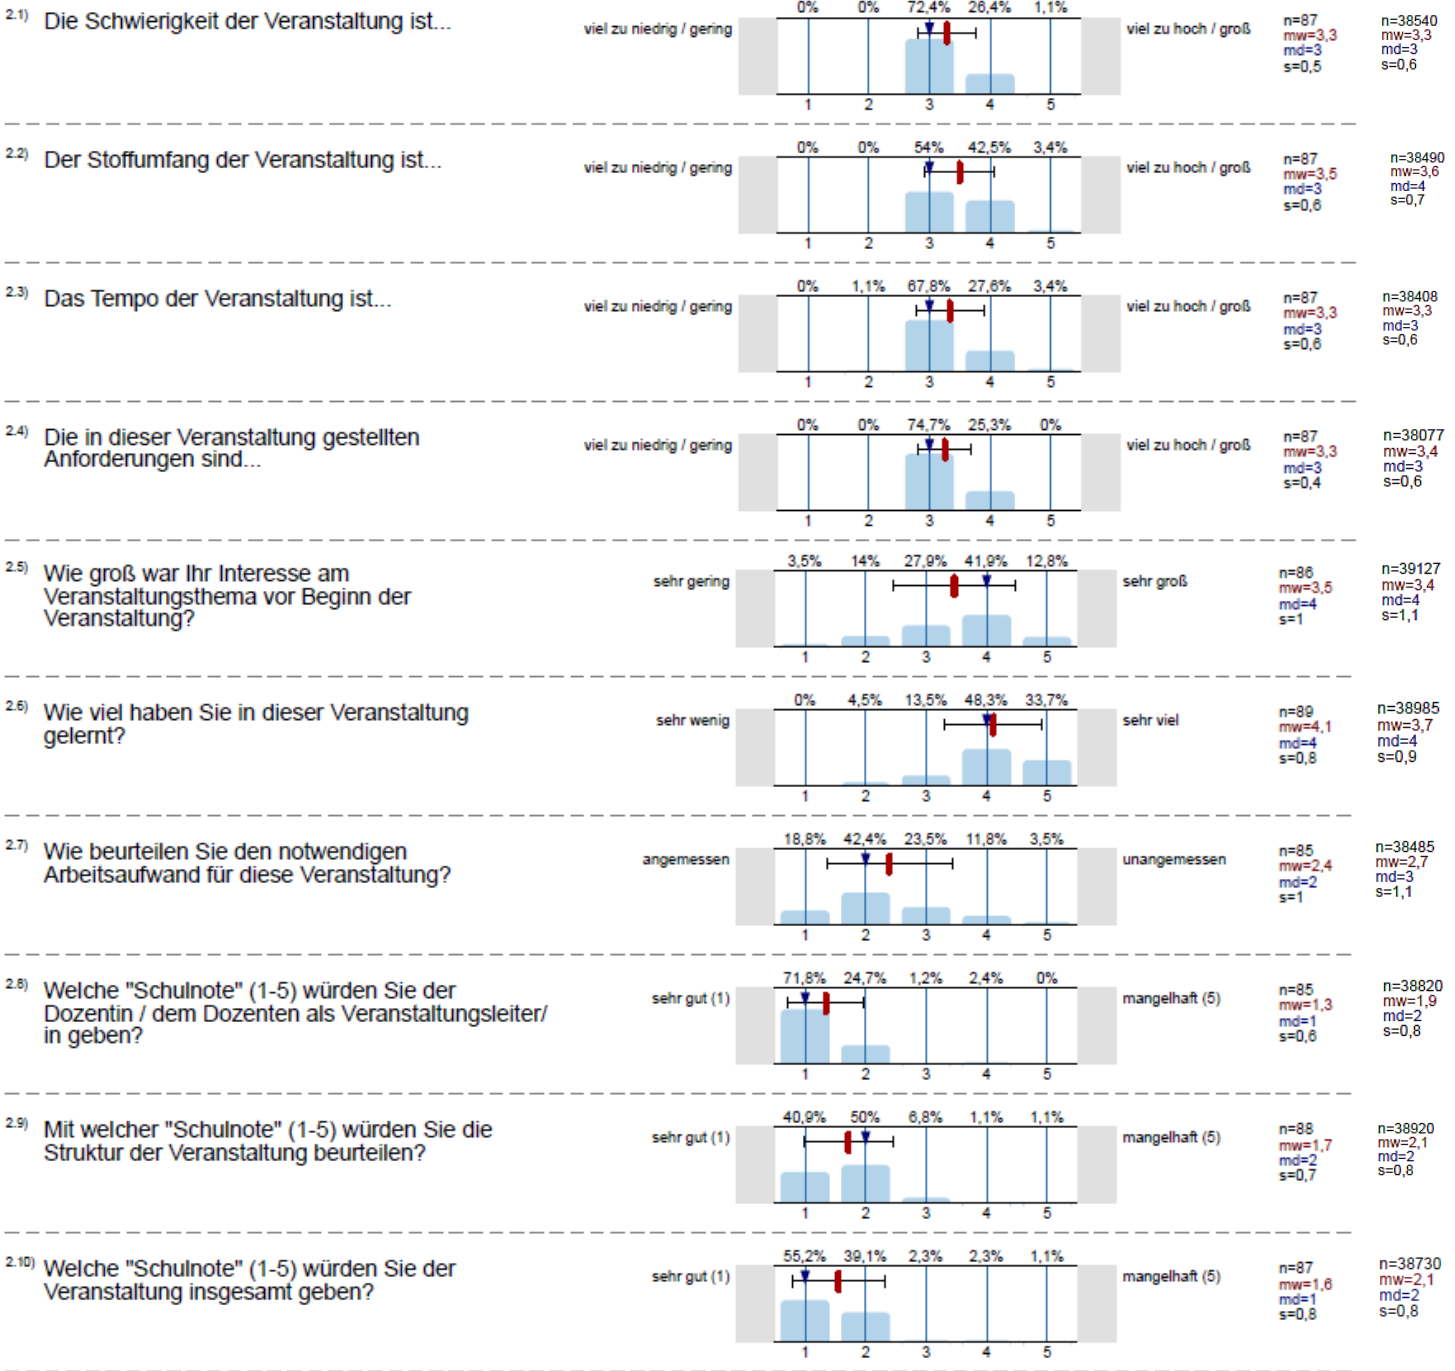 2.1) Die Schwierigkeit der Veranstaltung ist...
viel zu niedrig / gering
0% 0% 72,4% 26,4% 1,1%
1 2 3 4 5
viel zu hoch / groß
n=87
mw=3,3
md=3
s=0,5
n=38540
mw=3,3
md=3
s=0,6
2.2) Der Stoffumfang der Veranstaltung ist...
viel zu niedrig / gering
0% 0% 54% 42,5% 3,4%
1 2 3 4 5
viel zu hoch / groß
n=87
mw=3,5
md=3
s=0,6
n=38490
mw=3,6
md=4
s=0,7
2.3) Das Tempo der Veranstaltung ist...
viel zu niedrig / gering
0% 1,1% 67,8% 27,6% 3,4%
1 2 3 4 5
viel zu hoch / groß
n=87
mw=3,3
md=3
s=0,6
n=38408
mw=3,3
md=3
s=0,6
2.4) Die in dieser Veranstaltung gestellten
Anforderungen sind...
viel zu niedrig / gering
0% 0% 74,7% 25,3% 0%
1 2 3 4 5
viel zu hoch / groß
n=87
mw=3,3
md=3
s=0,4
n=38077
mw=3,4
md=3
s=0,6
2.5) Wie groß war Ihr Interesse am
Veranstaltungsthema vor Beginn der
Veranstaltung?
sehr gering
3,5% 14% 27,9% 41,9% 12,8%
1 2 3 4 5
sehr groß
n=86
mw=3,5
md=4
s=1
n=39127
mw=3,4
md=4
s=1,1
2.6) Wie viel haben Sie in dieser Veranstaltung
gelernt?
sehr wenig
0% 4,5% 13,5% 48,3% 33,7%
1 2 3 4 5
sehr viel
n=89
mw=4,1
md=4
s=0,8
n=38985
mw=3,7
md=4
s=0,9
2.7) Wie beurteilen Sie den notwendigen
Arbeitsaufwand für diese Veranstaltung?
angemessen
18,8% 42,4% 23,5% 11,8% 3,5%
1 2 3 4 5
unangemessen
n=85
mw=2,4
md=2
s=1
n=38485
mw=2,7
md=3
s=1,1
2.8) Welche "Schulnote" (1-5) würden Sie der
Dozentin / dem Dozenten als Veranstaltungsleiter/
in geben?
sehr gut (1)
71,8% 24,7% 1,2% 2,4% 0%
1 2 3 4 5
mangelhaft (5)
n=85
mw=1,3
md=1
s=0,6
n=38820
mw=1,9
md=2
s=0,8
2.9) Mit welcher "Schulnote" (1-5) würden Sie die
Struktur der Veranstaltung beurteilen?
sehr gut (1)
40,9% 50% 6,8% 1,1% 1,1%
1 2 3 4 5
mangelhaft (5)
n=88
mw=1,7
md=2
s=0,7
n=38920
mw=2,1
md=2
s=0,8
2.10) Welche "Schulnote" (1-5) würden Sie der
Veranstaltung insgesamt geben?
sehr gut (1)
55,2% 39,1% 2,3% 2,3% 1,1%
1 2 3 4 5
mangelhaft (5)
n=87
mw=1,6
md=1
s=0,8
n=38730
mw=2,1
md=2
s=0,8